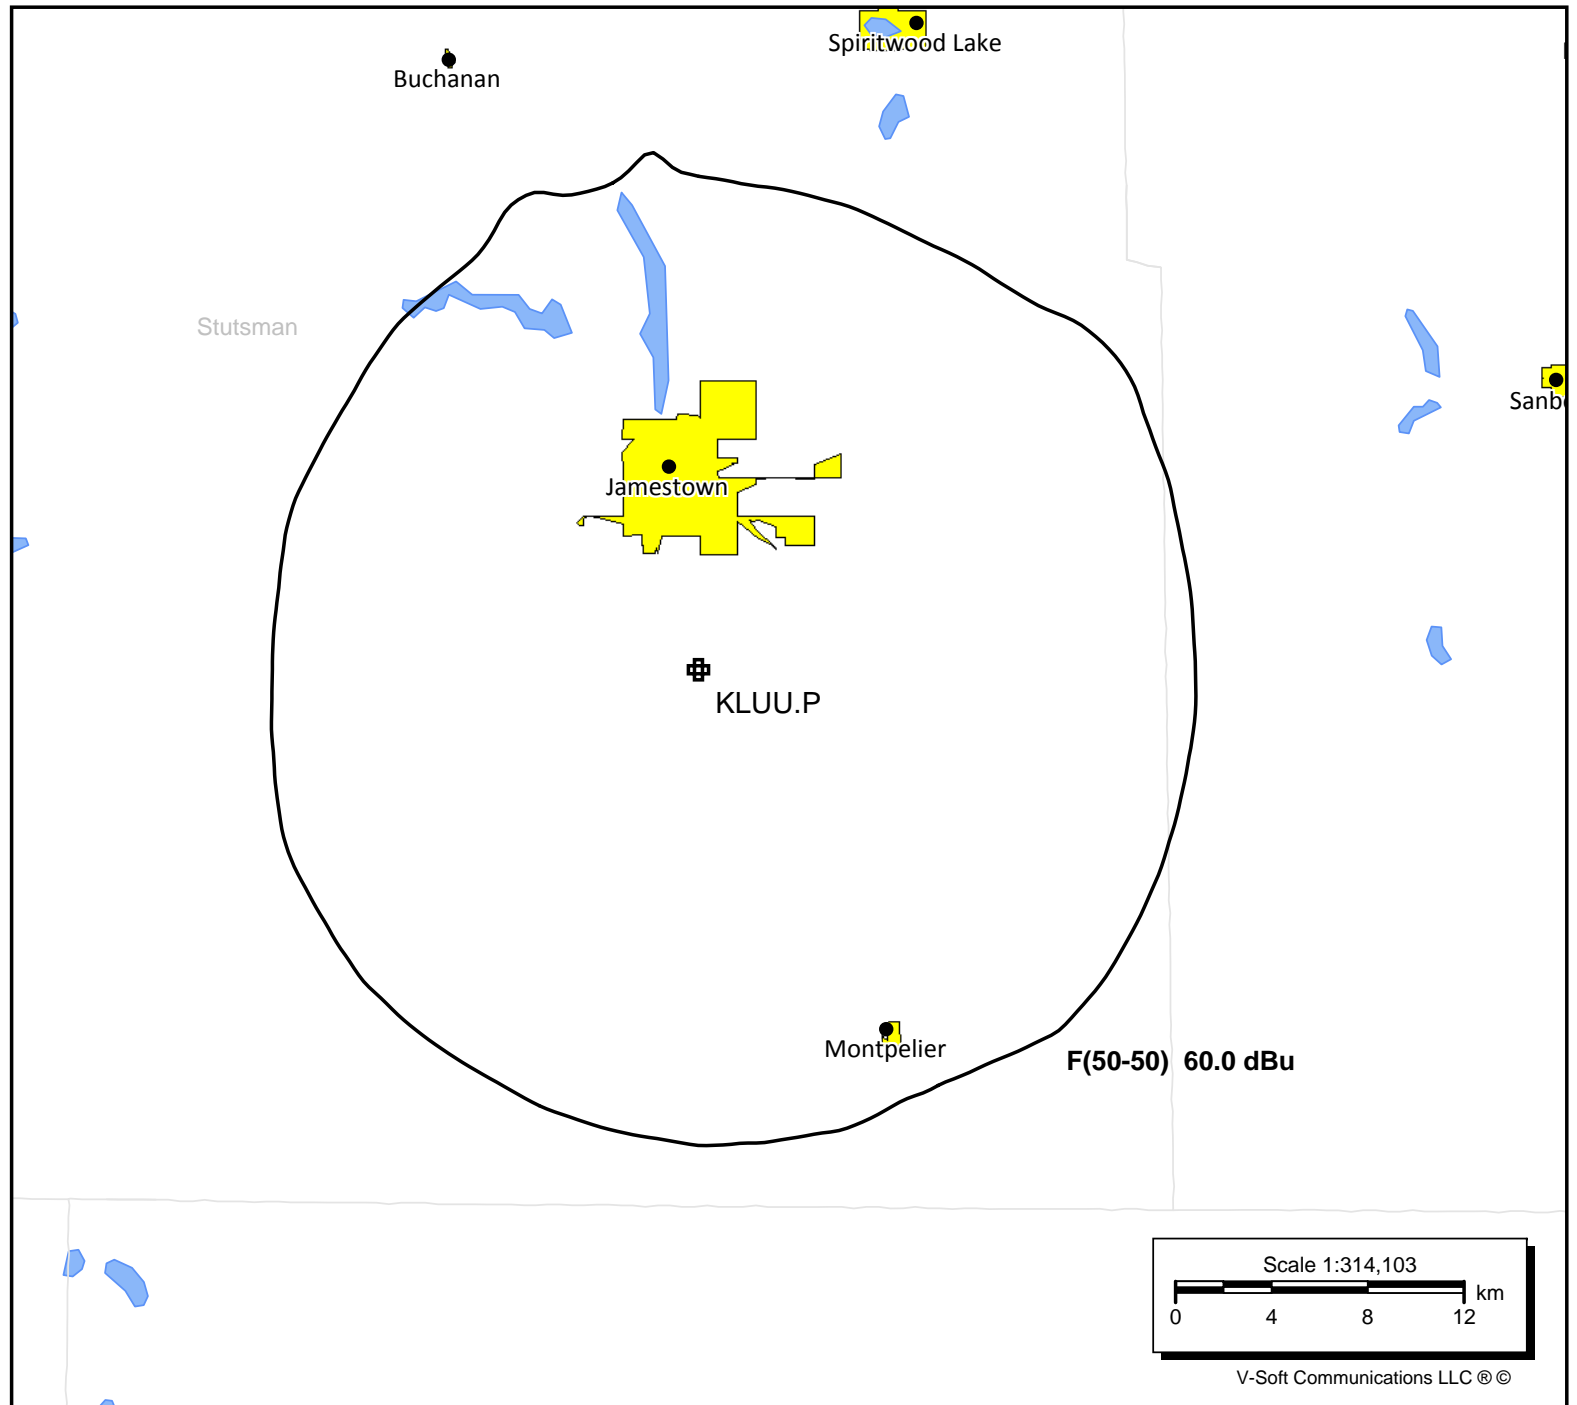 Spiritwood Lake
Buchanan
Stutsman
Sanbo
Jamestown
KLUU.P
Montpelier
F(50-50) 60.0 dBu
Scale 1:314,103
km
0 4 8 12
V-Soft Communications LLC ® ©